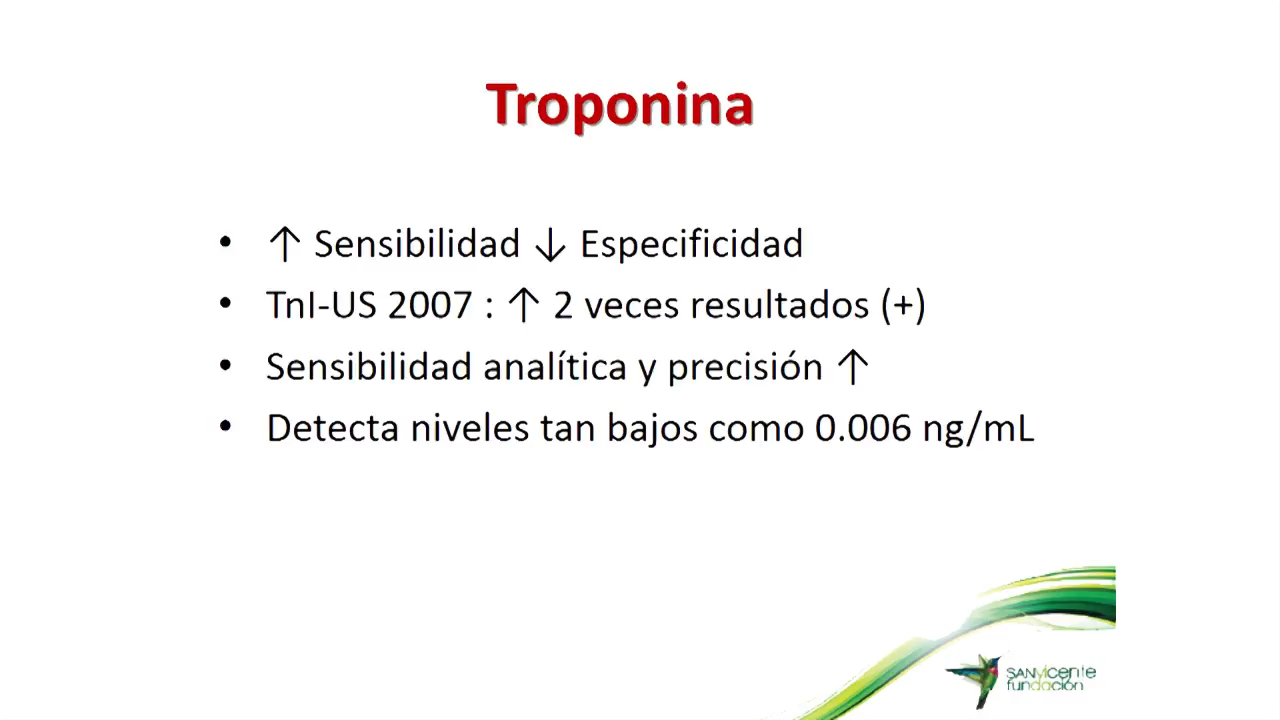 Troponina
• ↑ Sensibilidad ↓ Especificidad
• TnI-US 2007 : ↑ 2 veces resultados (+)
• Sensibilidad analítica y precisión ↑
• Detecta niveles tan bajos como 0.006 ng/mL
SANVICENTE
fundación